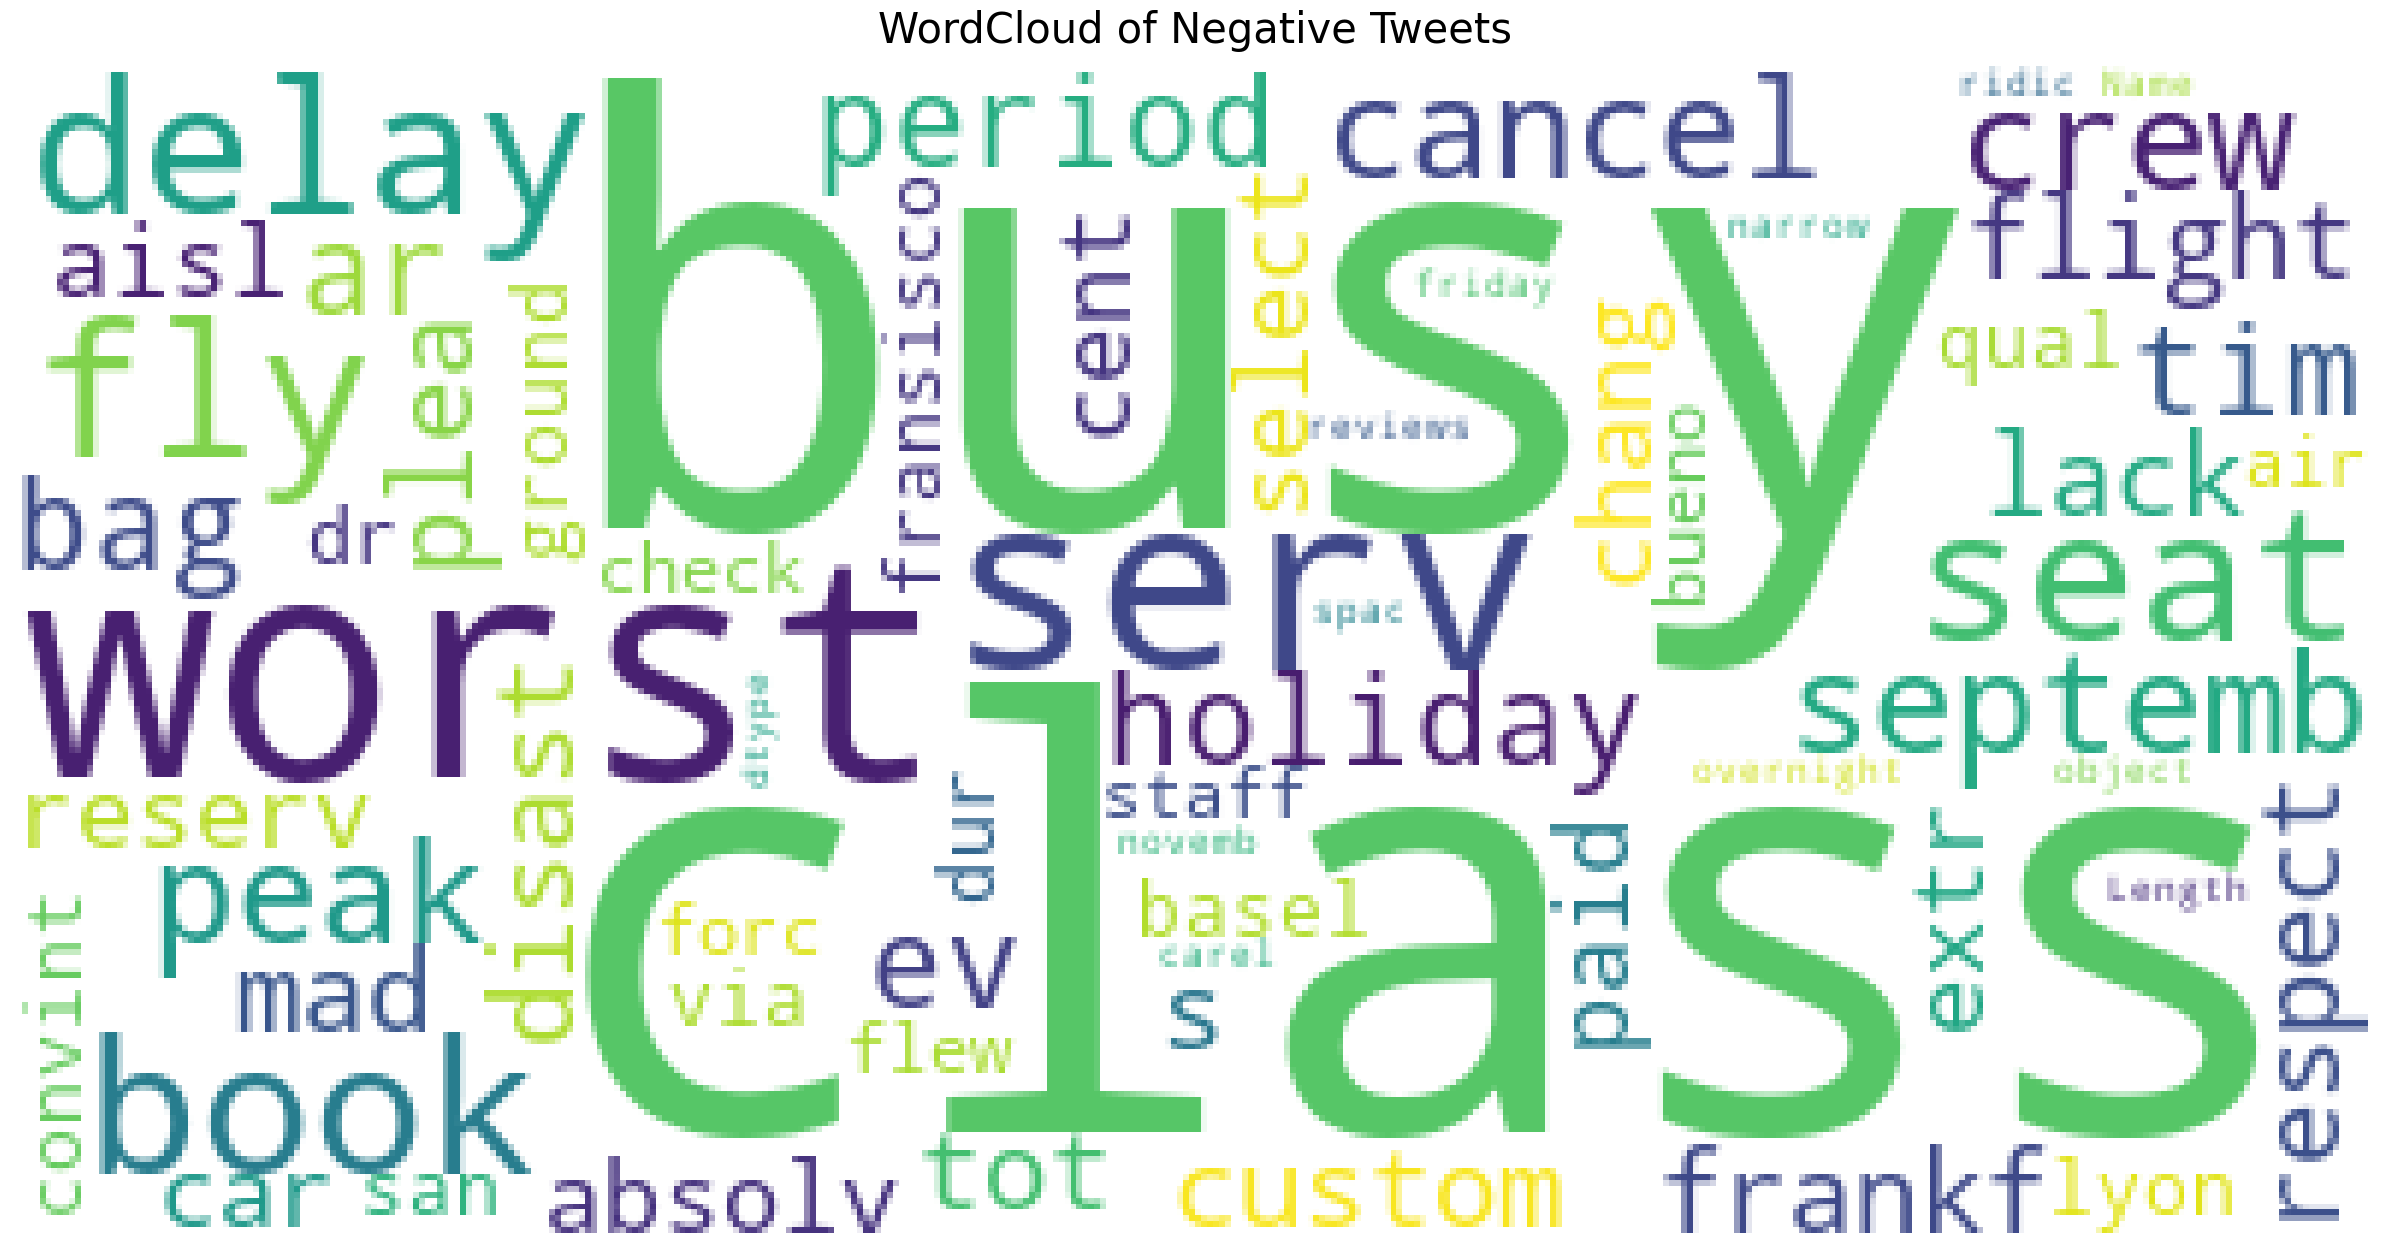 WordCloud of Negative Tweets
delay
period
cancel
ridic
Name
crew
busy
flight
aisl
ar
fransisco
cent
select
narrow
friday
fly
plea
ground
chang
qual
tim
reviews
bueno
lack
air
bag
dr
check
serv
seat
spac
worst
disast
dtype
holiday
septemb
overnight
object
reserv
class
dur
staff
novemb
paid
extr
Length
respect
peak
forc
basel
carel
convint
mad
via
ev
s
flew
book
car
san
absolv
tot
custom
frankf
lyon